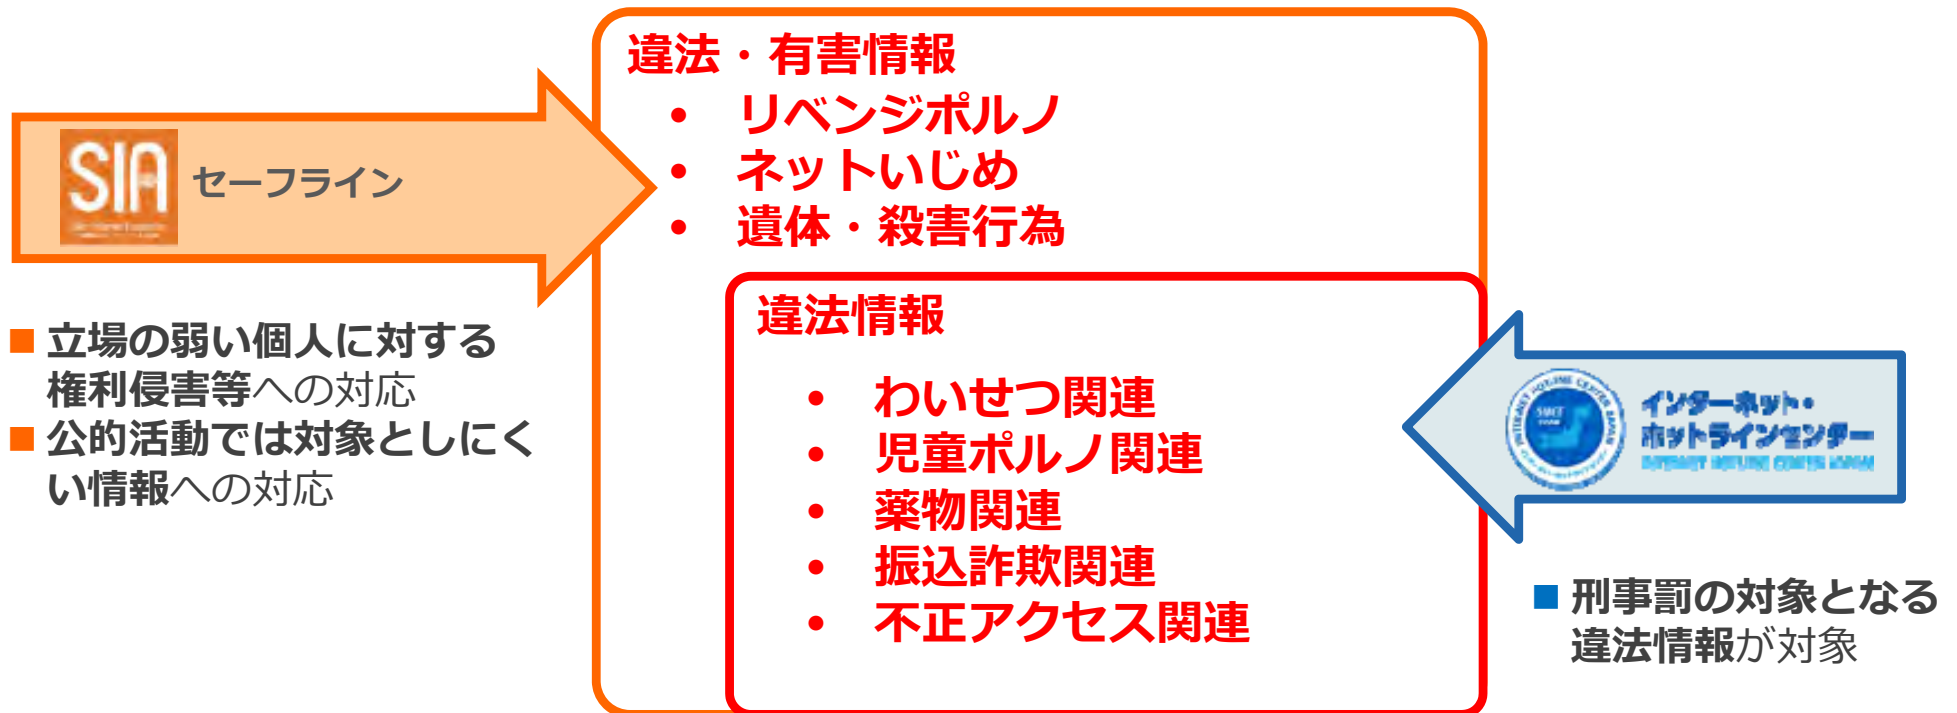 違法・有害情報
• リベンジポルノ
• ネットいじめ
• 遺体・殺害行為
SIA
セーフライン
■ 立場の弱い個人に対する
権利侵害等への対応
■ 公的活動では対象としにく
い情報への対応
違法情報
• わいせつ関連
• 児童ポルノ関連
• 薬物関連
• 振込詐欺関連
• 不正アクセス関連
インターネット・
ホットラインセンター
INTERNET HOTLINE CENTER JAPAN
■ 刑事罰の対象となる
違法情報が対象